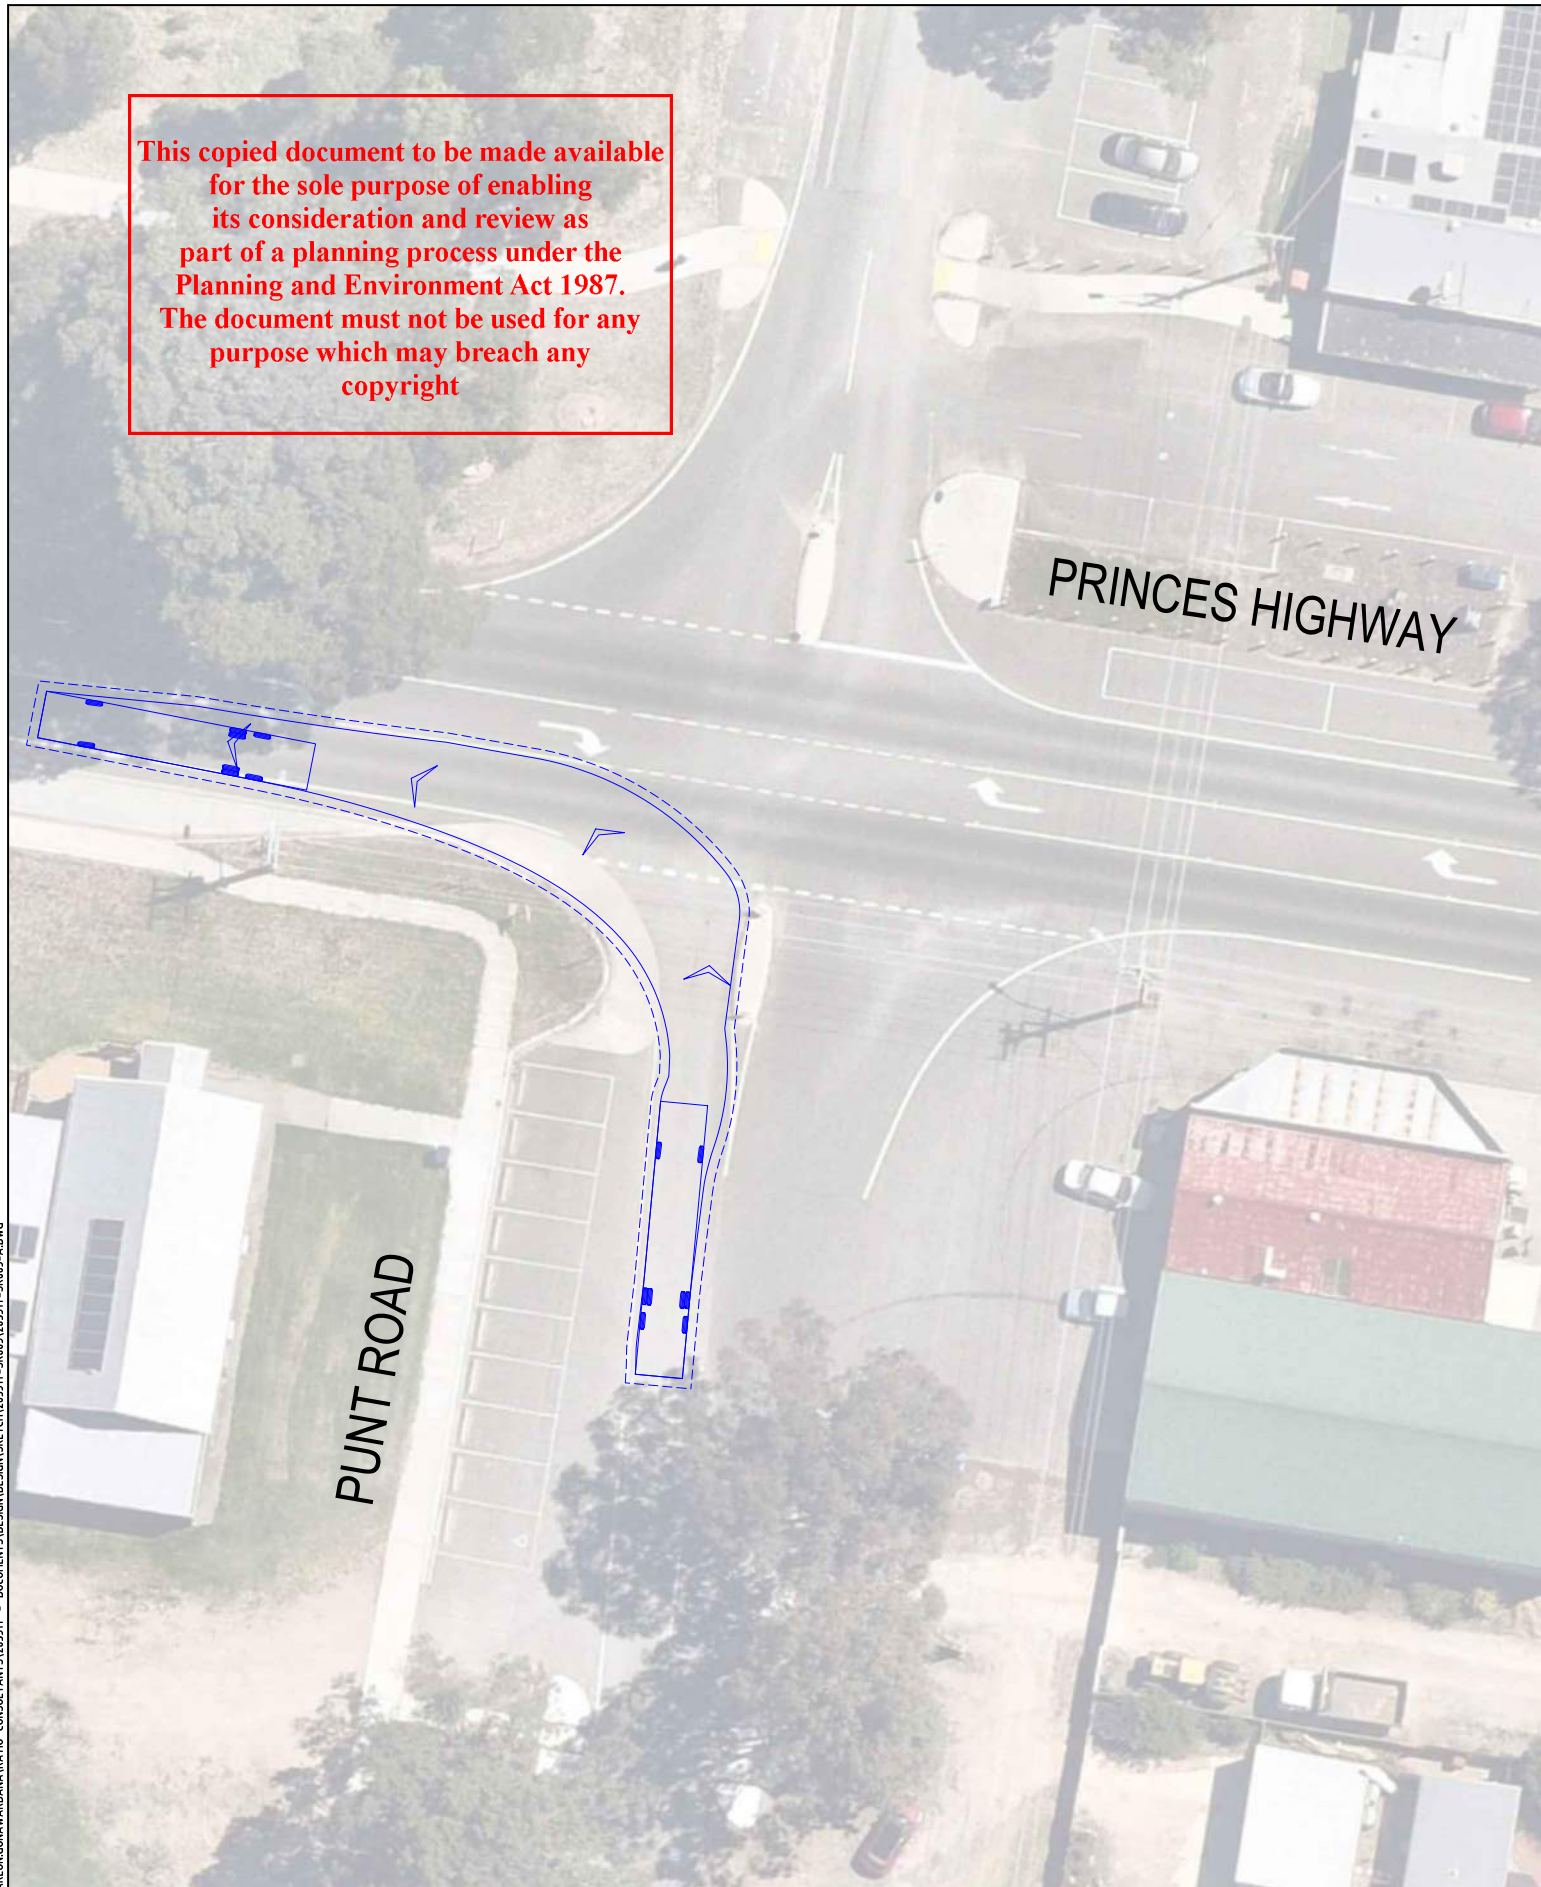 This copied document to be made available
for the sole purpose of enabling
its consideration and review as
part of a planning process under the
Planning and Environment Act 1987.
The document must not be used for any
purpose which may breach any
copyright
PRINCES HIGHWAY
PUNT ROAD